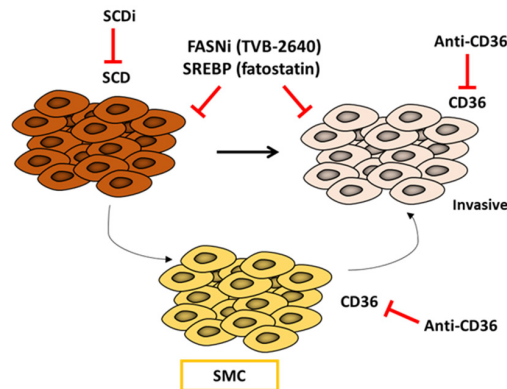 SCDi
SCD
FASNi (TVB-2640)
SREBP (fatostatin)
Anti-CD36
CD36
Invasive
CD36
Anti-CD36
SMC